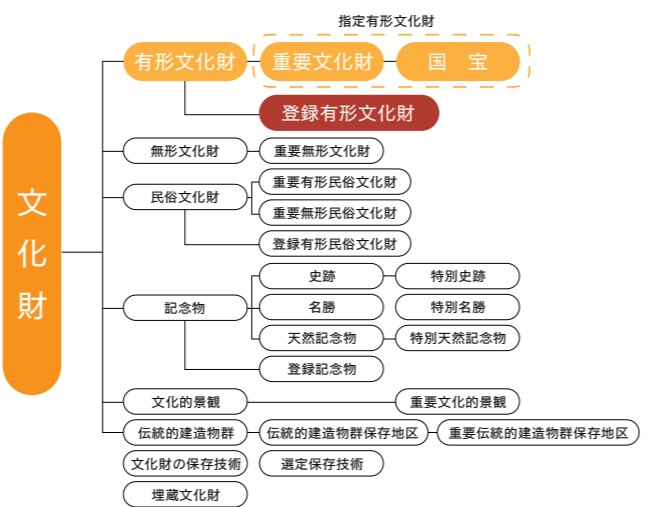 指定有形文化財
有形文化財 重要文化財 国 宝
登録有形文化財
無形文化財 重要無形文化財
文化財
民俗文化財 重要有形民俗文化財
重要無形民俗文化財
登録有形民俗文化財
史跡 特別史跡
記念物 名勝 特別名勝
天然記念物 特別天然記念物
登録記念物
文化的景観 重要文化的景観
伝統的建造物群 伝統的建造物群保存地区 重要伝統的建造物群保存地区
文化財の保存技術 選定保存技術
埋蔵文化財